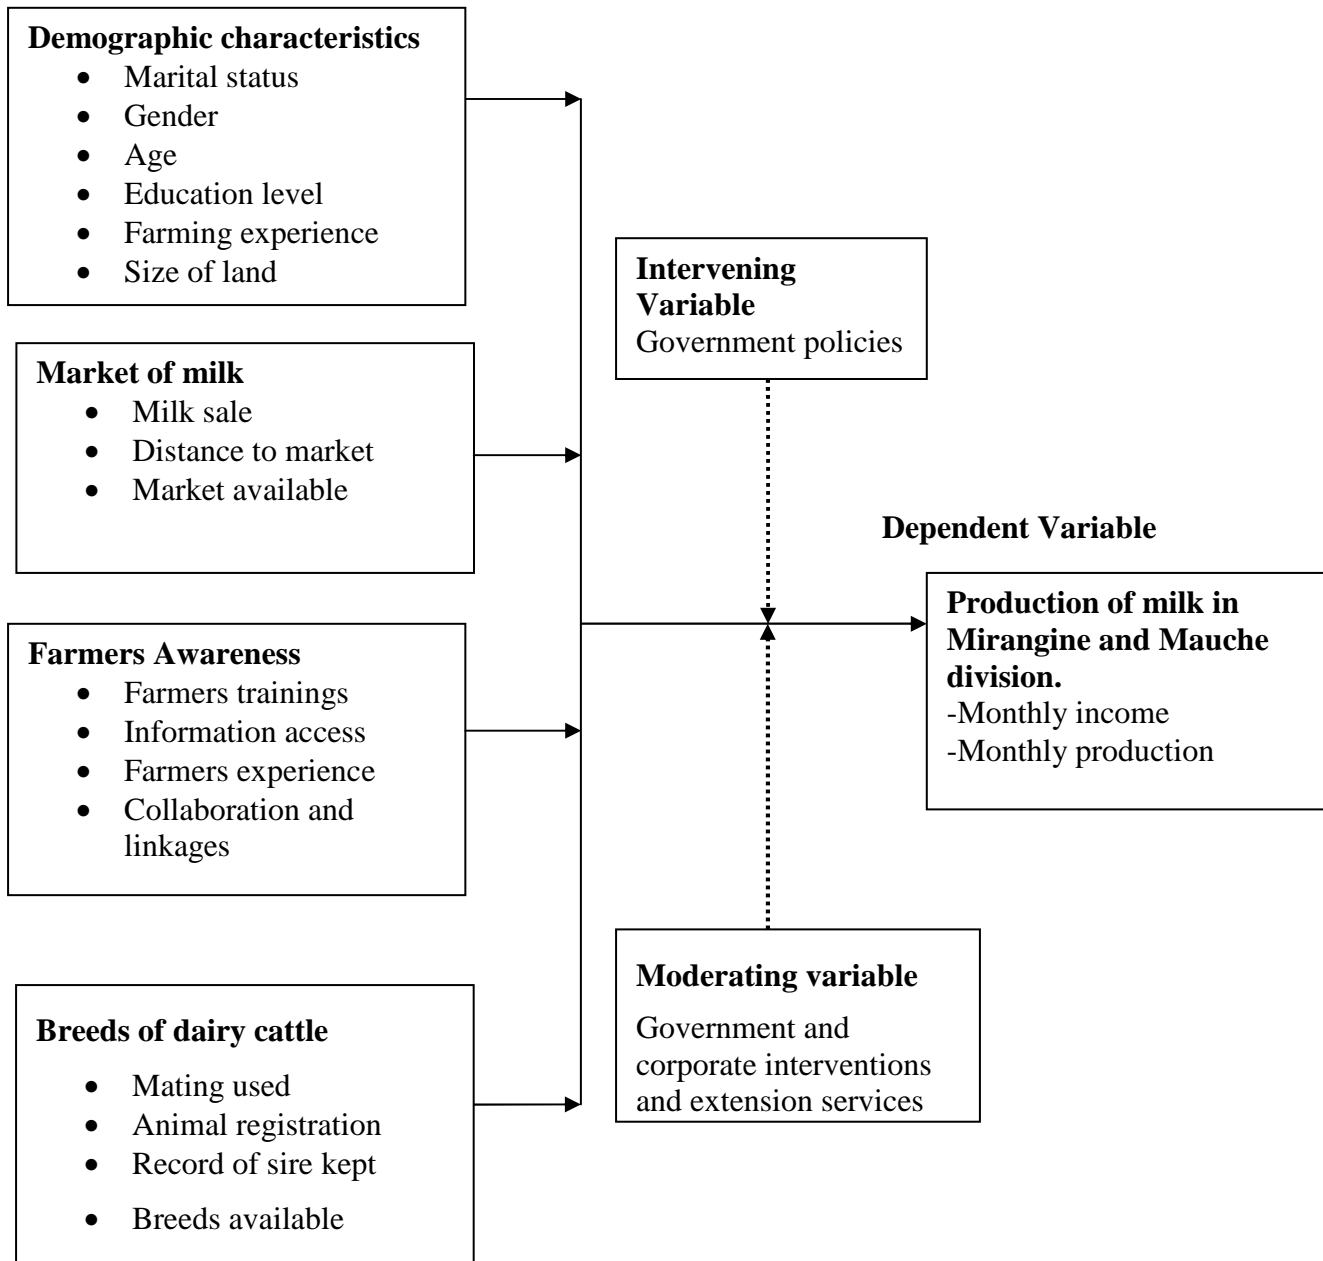 Demographic characteristics
• Marital status
• Gender
• Age
• Education level
• Farming experience
• Size of land
Market of milk
• Milk sale
• Distance to market
• Market available
Farmers Awareness
• Farmers trainings
• Information access
• Farmers experience
• Collaboration and
linkages
Breeds of dairy cattle
• Mating used
• Animal registration
• Record of sire kept
• Breeds available
Intervening
Variable
Government policies
Moderating variable
Government and
corporate interventions
and extension services
Dependent Variable
Production of milk in
Mirangine and Mauche
division.
-Monthly income
-Monthly production